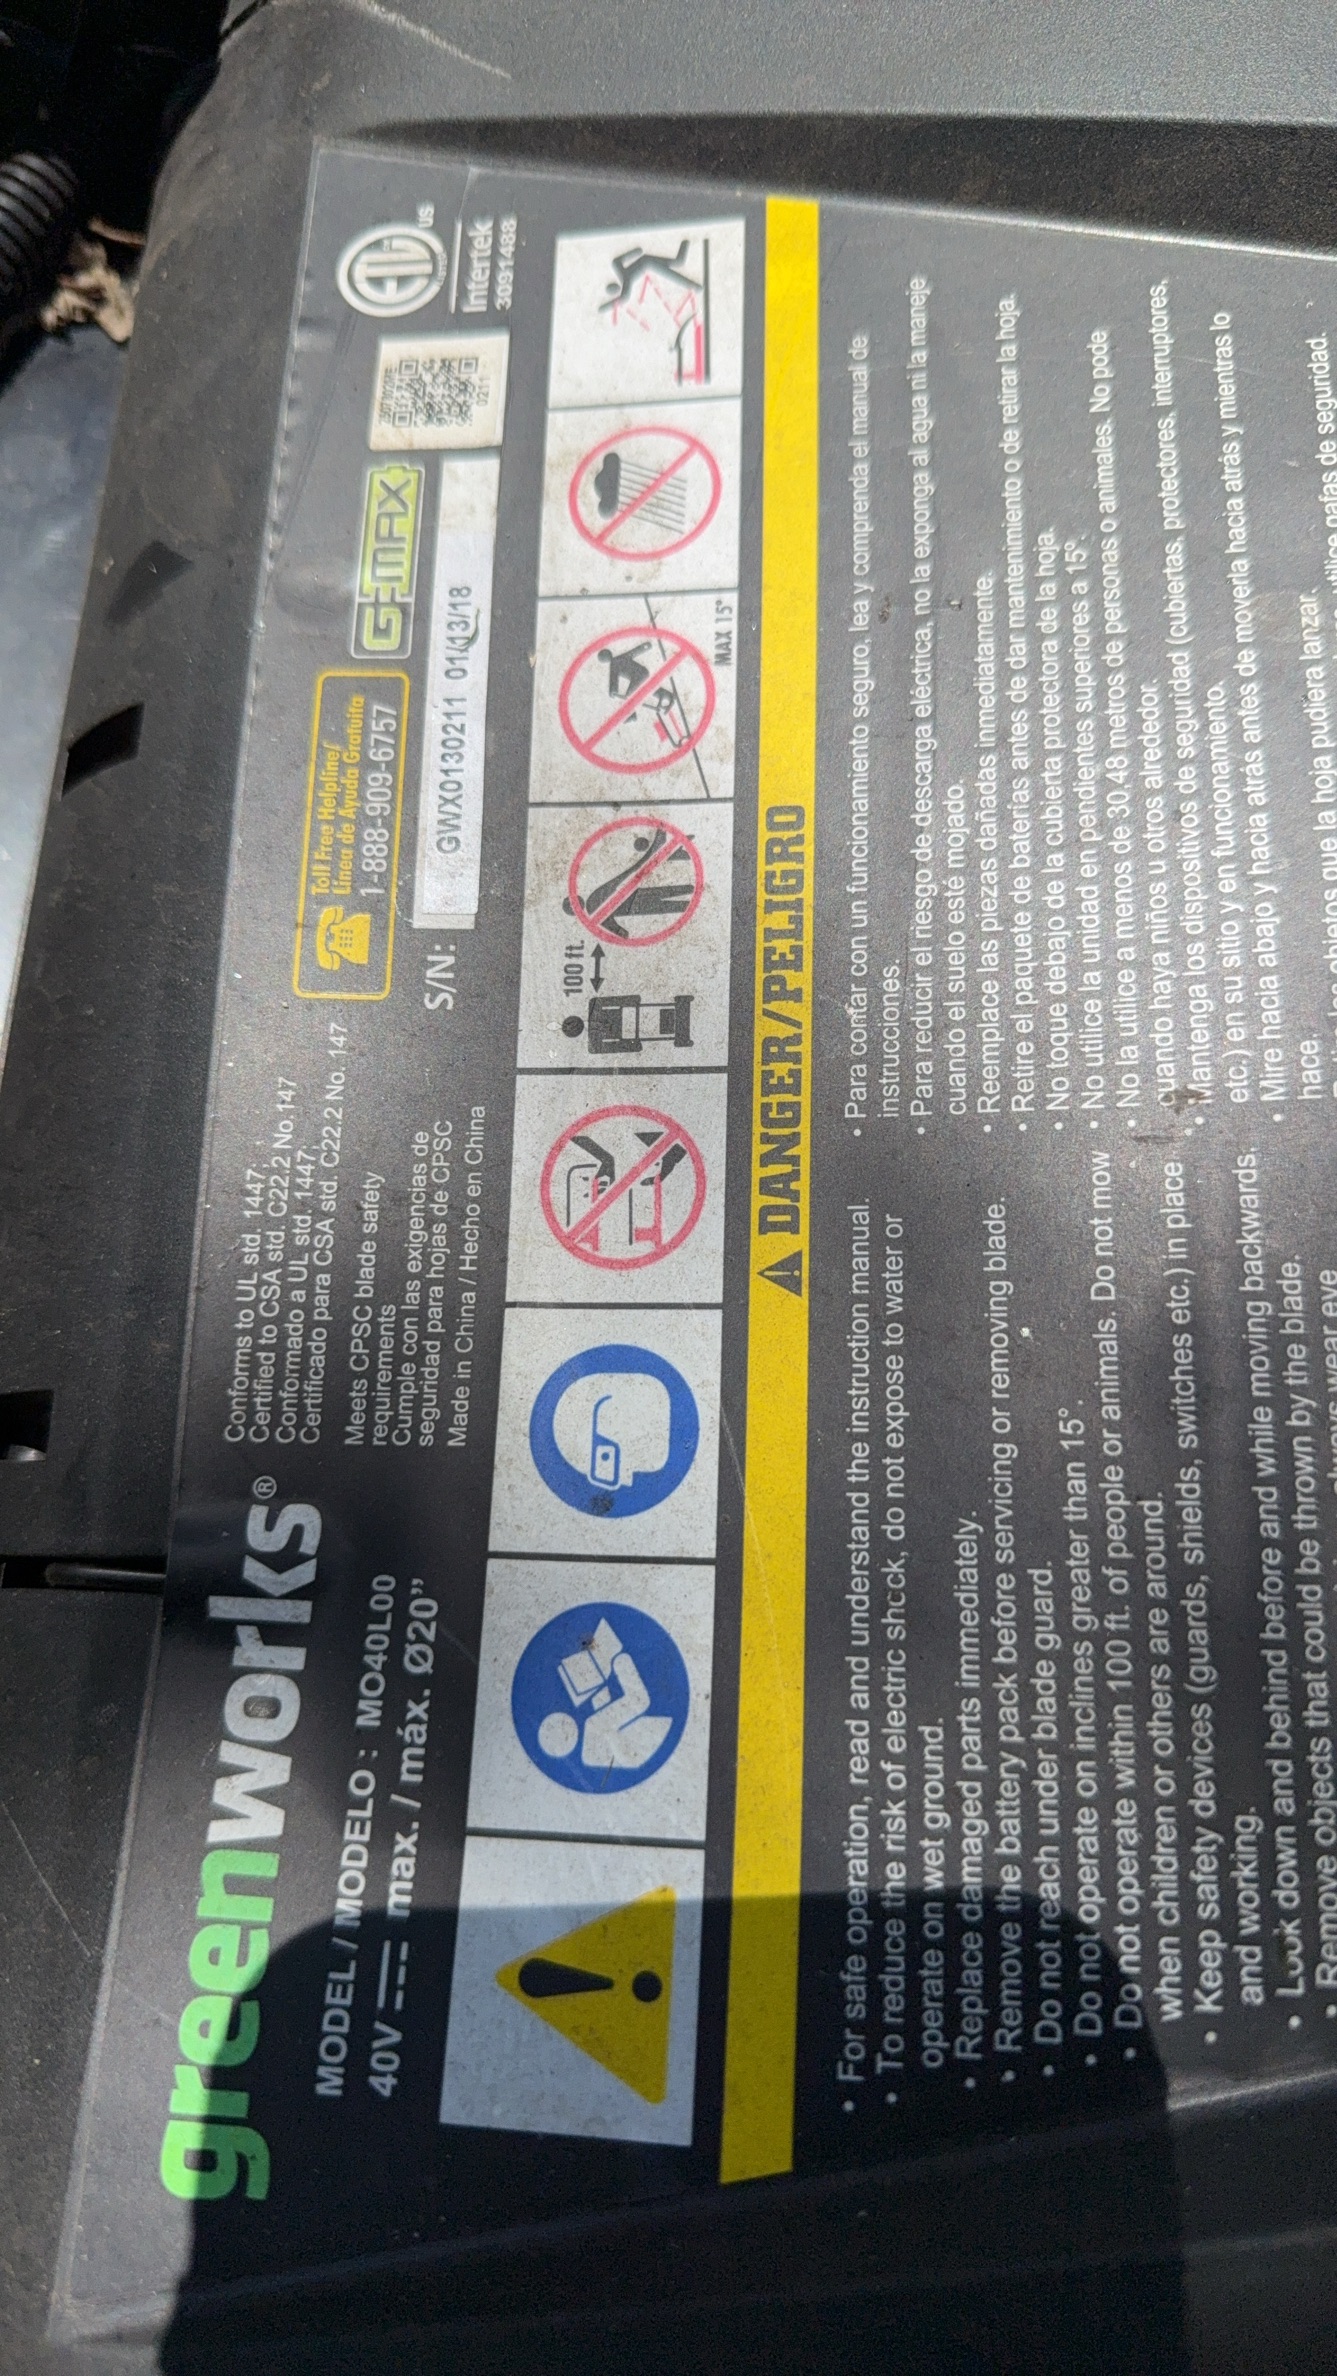 greenworks®
MODEL / MODELO : MO40L00
40V max. / máx. Ø20”
Conforms to UL std. 1447;
Certified to CSA std. C22.2 No.147
Conformado a UL std. 1447;
Certificado para CSA std. C22.2 No. 147
Meets CPSC blade safety
requirements
Cumple con las exigencias de
seguridad para hojas de CPSC
Made in China / Hecho en China
Toll Free Helpline/
Línea de Ayuda Gratuita
1-888-909-6757
G-MAX
S/N: GWX0130211 01/13/18
0211
ETL
US
Intertek
3091488
100 ft.
MAX 15°
DANGER/PELIGRO
• For safe operation, read and understand the instruction manual.
• To reduce the risk of electric shock, do not expose to water or
operate on wet ground.
• Replace damaged parts immediately.
• Remove the battery pack before servicing or removing blade.
• Do not reach under blade guard.
• Do not operate on inclines greater than 15°.
• Do not operate within 100 ft. of people or animals. Do not mow
when children or others are around.
• Keep safety devices (guards, shields, switches etc.) in place
and working.
• Look down and behind before and while moving backwards.
• Remove objects that could be thrown by the blade.
wear eye
• Para contar con un funcionamiento seguro, lea y comprenda el manual de
instrucciones.
• Para reducir el riesgo de descarga eléctrica, no la exponga al agua ni la maneje
cuando el suelo esté mojado.
• Reemplace las piezas dañadas inmediatamente.
• Retire el paquete de baterías antes de dar mantenimiento o de retirar la hoja.
• No toque debajo de la cubierta protectora de la hoja.
• No utilice la unidad en pendientes superiores a 15°.
• No la utilice a menos de 30,48 metros de personas o animales. No pode
cuando haya niños u otros alrededor.
• Mantenga los dispositivos de seguridad (cubiertas, protectores, interruptores,
etc.) en su sitio y en funcionamiento.
• Mire hacia abajo y hacia atrás antes de moverla hacia atrás y mientras lo
hace.
objetos que la hoja pudiera lanzar.
utilice gafas de seguridad.